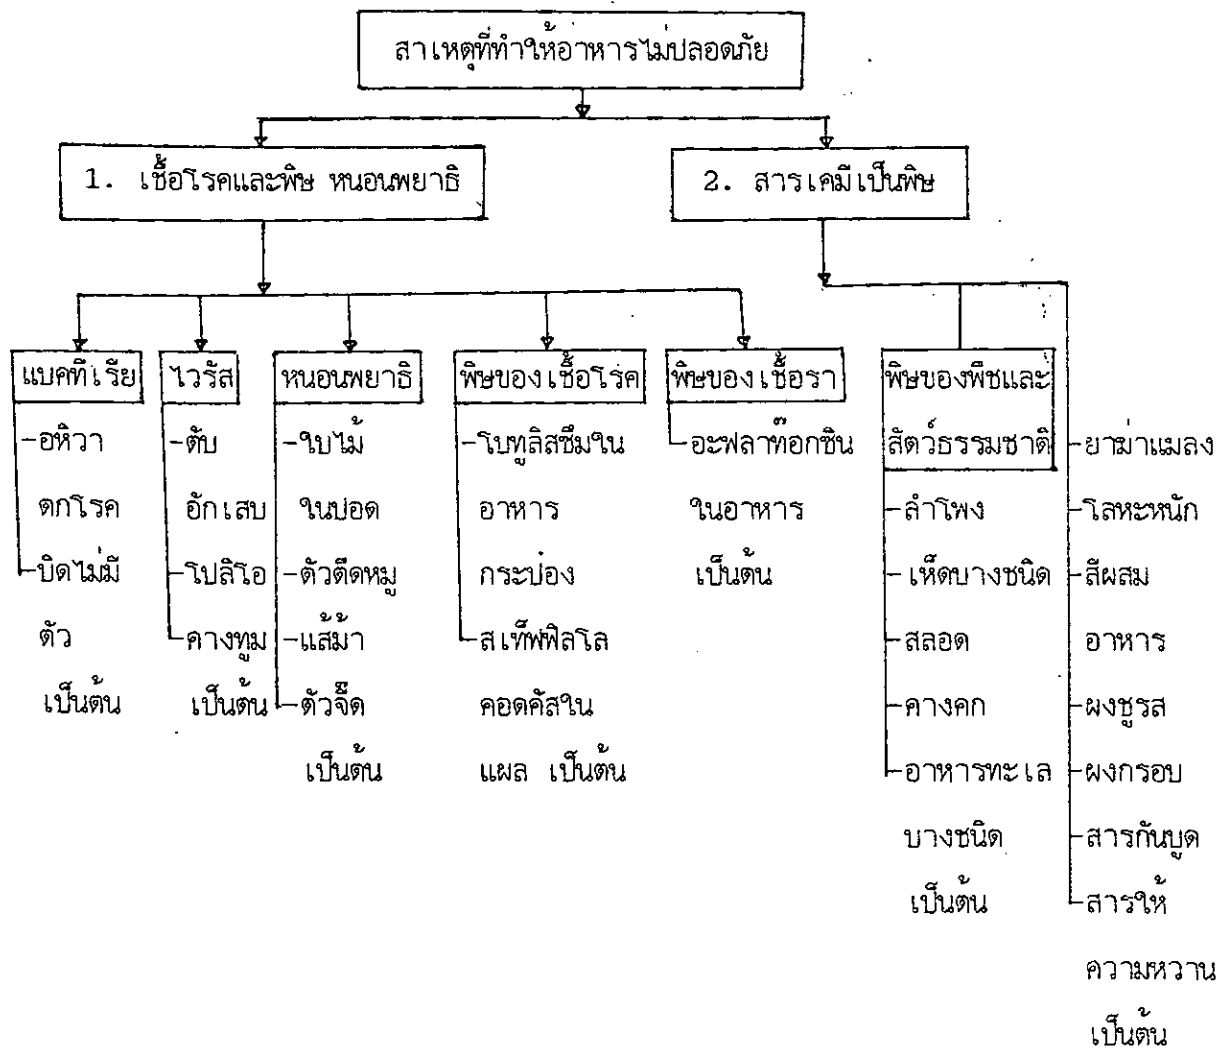 สาเหตุที่ทำให้อาหารไม่ปลอดภัย
1. เชื้อโรคและพิษ หนอนพยาธิ
2. สารเคมีเป็นพิษ
แบคทีเรีย
-อหิวา
ตกโรค
-บิดไม่มี
ตัว
เป็นต้น
ไวรัส
-ตับ
อักเสบ
-โปลิโอ
-คางทูม
เป็นต้น
หนอนพยาธิ
-ใบไม้
ในปอด
-ตัวตืดหมู
-แส้ม้า
-ตัวจี๊ด
เป็นต้น
พิษของเชื้อโรค
-โบทูลิสซึมใน
อาหาร
กระป๋อง
-สเท็ฟฟิลโล
คอดคัสใน
แผล เป็นต้น
พิษของเชื้อรา
-อะฟลาท๊อกซิน
ในอาหาร
เป็นต้น
พิษของพืชและ
สัตว์ธรรมชาติ
-ลำโพง
-เห็ดบางชนิด
-สลอด
-คางคก
-อาหารทะเล
บางชนิด
เป็นต้น
-ยาฆ่าแมลง
-โลหะหนัก
-สีผสม
อาหาร
-ผงชูรส
-ผงกรอบ
-สารกันบูด
-สารให้
ความหวาน
เป็นต้น